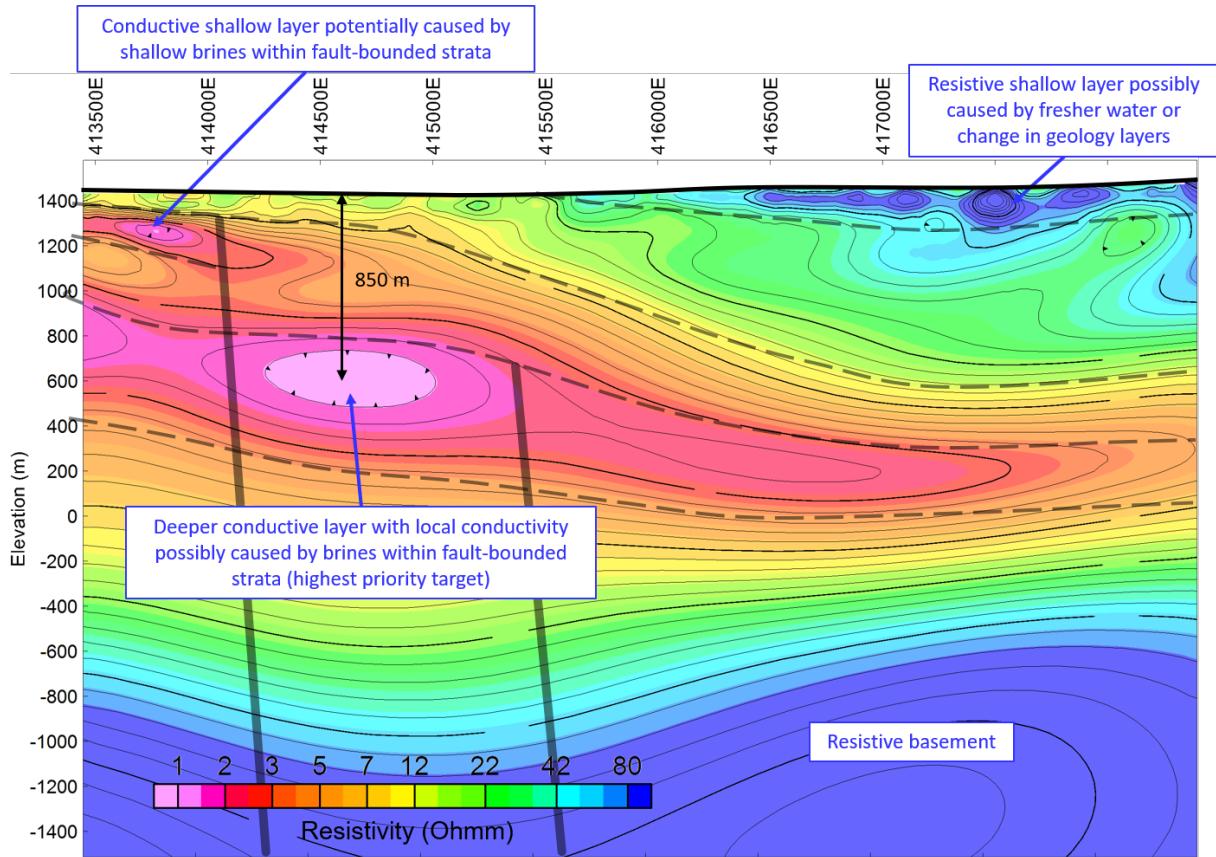 Conductive shallow layer potentially caused by
shallow brines within fault-bounded strata
413500E
414000E
414500E
415000E
415500E
416000E
416500E
417000E
Resistive shallow layer possibly
caused by fresher water or
change in geology layers
Elevation (m)
1400
1200
1000
800
600
400
200
0
-200
-400
-600
-800
-1000
-1200
-1400
850 m
Deeper conductive layer with local conductivity
possibly caused by brines within fault-bounded
strata (highest priority target)
Resistive basement
1 2 3 5 7 12 22 42 80
Resistivity (Ohmm)